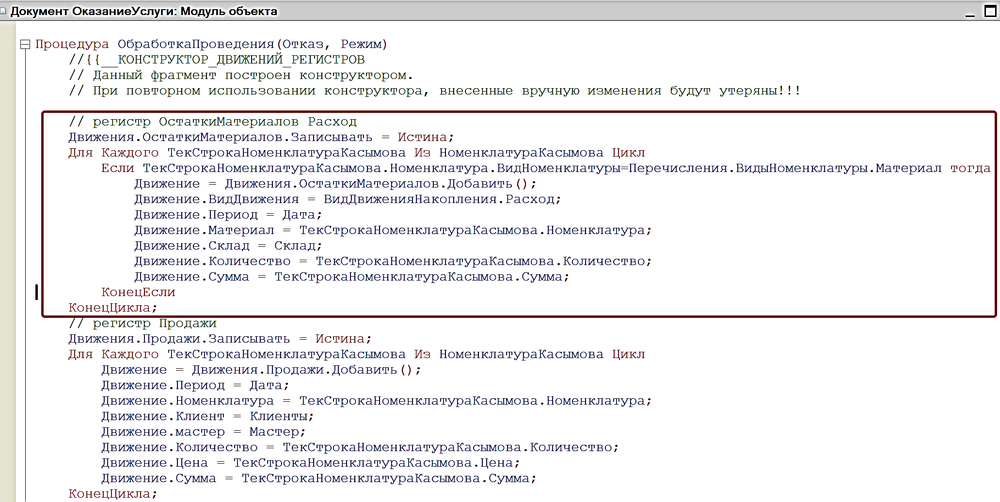 Документ ОказаниеУслуги: Модуль объекта
Процедура ОбработкаПроведения(Отказ, Режим)
//{{__КОНСТРУКТОР_ДВИЖЕНИЙ_РЕГИСТРОВ
// Данный фрагмент построен конструктором.
// При повторном использовании конструктора, внесенные вручную изменения будут утеряны!!!
// регистр ОстаткиМатериалов Расход
Движения.ОстаткиМатериалов.Записывать = Истина;
Для Каждого ТекСтрокаНоменклатураКасымова Из НоменклатураКасымова Цикл
Если ТекСтрокаНоменклатураКасымова.Номенклатура.ВидНоменклатуры=Перечисления.ВидыНоменклатуры.Материал тогда
Движение = Движения.ОстаткиМатериалов.Добавить();
Движение.ВидДвижения = ВидДвиженияНакопления.Расход;
Движение.Период = Дата;
Движение.Материал = ТекСтрокаНоменклатураКасымова.Номенклатура;
Движение.Склад = Склад;
Движение.Количество = ТекСтрокаНоменклатураКасымова.Количество;
Движение.Сумма = ТекСтрокаНоменклатураКасымова.Сумма;
КонецЕсли
КонецЦикла;
// регистр Продажи
Движения.Продажи.Записывать = Истина;
Для Каждого ТекСтрокаНоменклатураКасымова Из НоменклатураКасымова Цикл
Движение = Движения.Продажи.Добавить();
Движение.Период = Дата;
Движение.Номенклатура = ТекСтрокаНоменклатураКасымова.Номенклатура;
Движение.Клиент = Клиенты;
Движение.мастер = Мастер;
Движение.Количество = ТекСтрокаНоменклатураКасымова.Количество;
Движение.Цена = ТекСтрокаНоменклатураКасымова.Цена;
Движение.Сумма = ТекСтрокаНоменклатураКасымова.Сумма;
КонецЦикла;